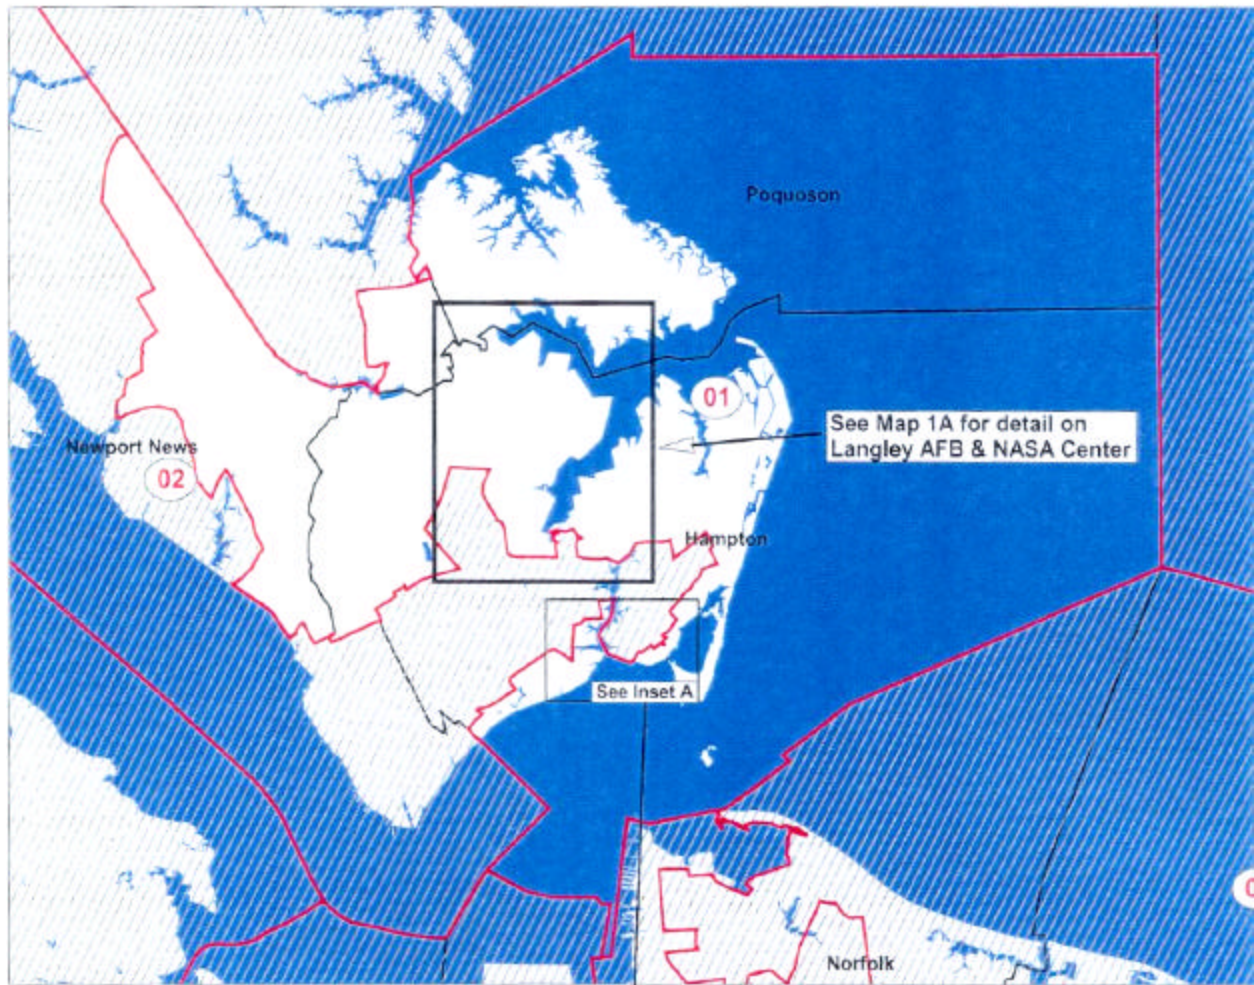 Poquoson
01
See Map 1A for detail on
Langley AFB & NASA Center
Newport News
02
Hampton
See Inset A
Norfolk